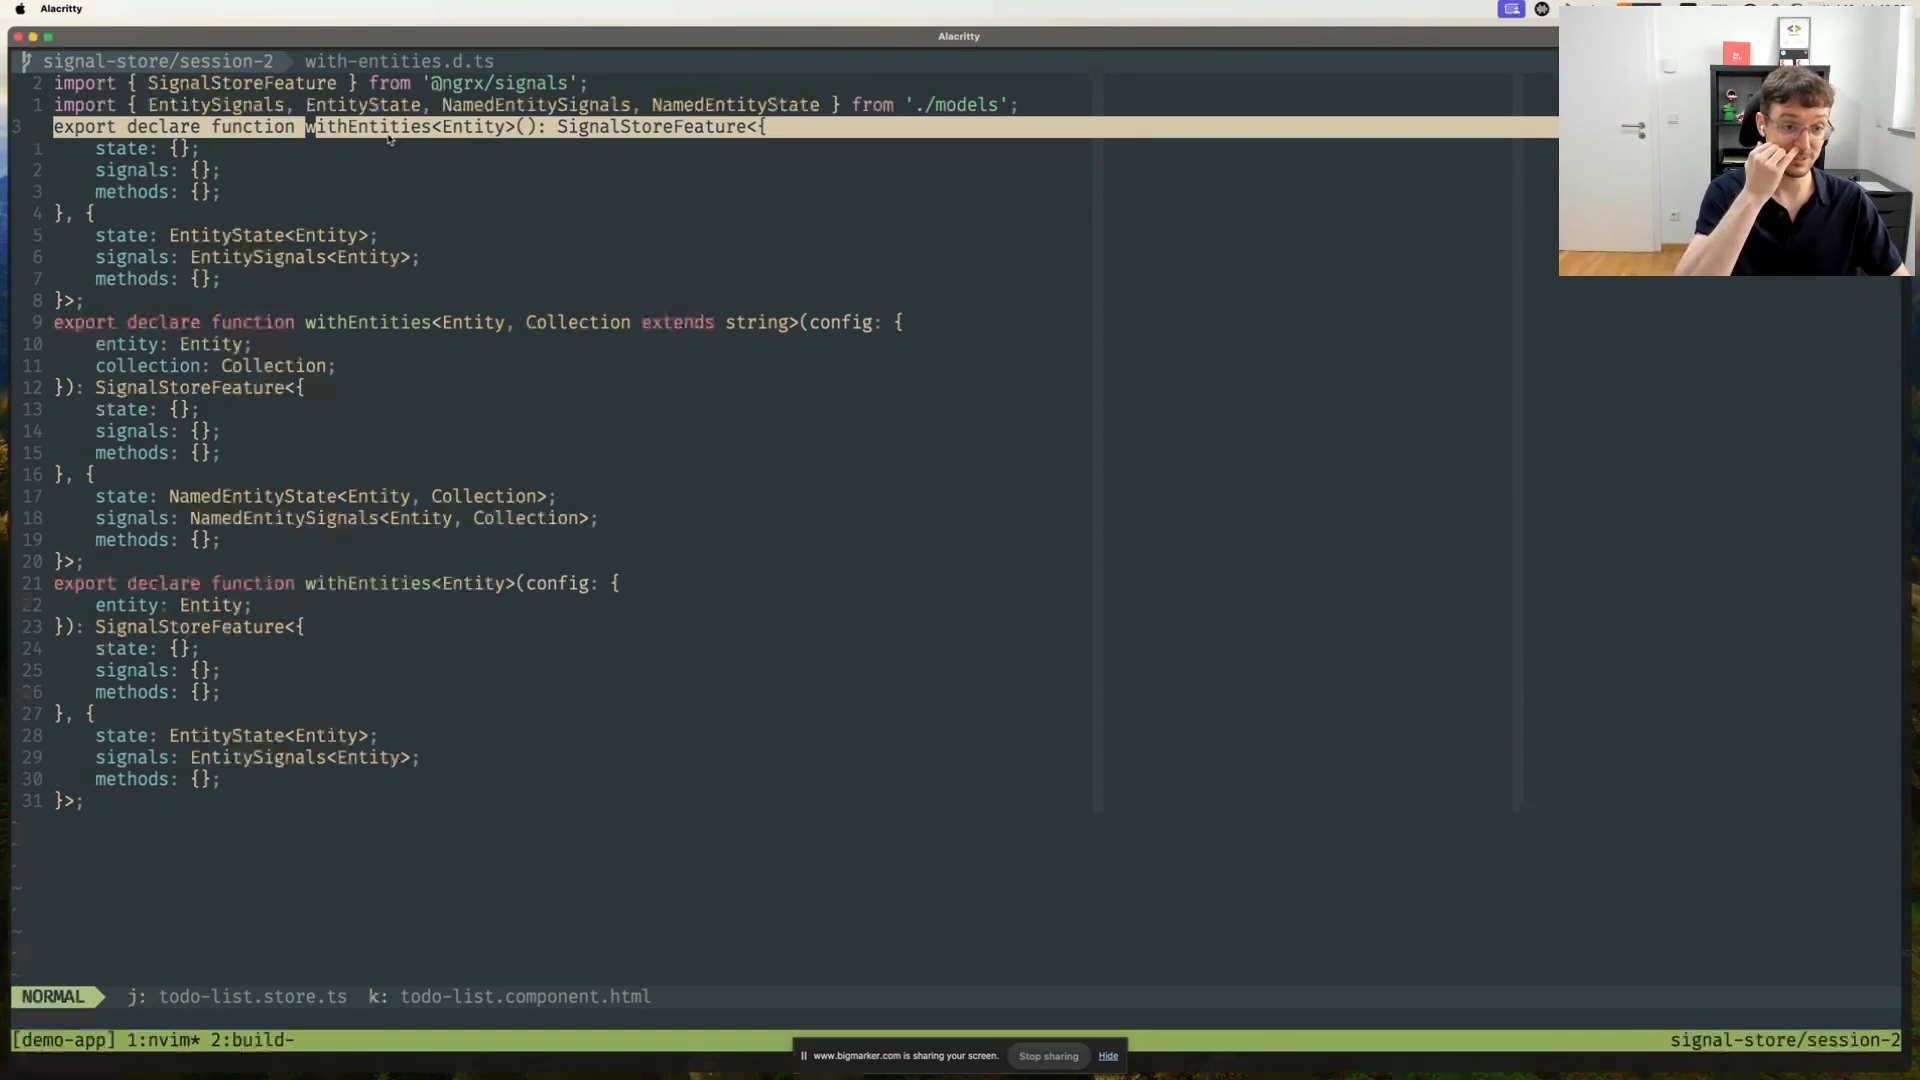 Alacritty
Alacritty
signal-store/session-2 with-entities.d.ts
2 import { SignalStoreFeature } from '@ngrx/signals';
1 import { EntitySignals, EntityState, NamedEntitySignals, NamedEntityState } from './models';
3 export declare function withEntities<Entity>(): SignalStoreFeature<{
1 state: {};
2 signals: {};
3 methods: {};
4 }, {
5 state: EntityState<Entity>;
6 signals: EntitySignals<Entity>;
7 methods: {};
8 }>;
9 export declare function withEntities<Entity, Collection extends string>(config: {
10 entity: Entity;
11 collection: Collection;
12 }): SignalStoreFeature<{
13 state: {};
14 signals: {};
15 methods: {};
16 }, {
17 state: NamedEntityState<Entity, Collection>;
18 signals: NamedEntitySignals<Entity, Collection>;
19 methods: {};
20 }>;
21 export declare function withEntities<Entity>(config: {
22 entity: Entity;
23 }): SignalStoreFeature<{
24 state: {};
25 signals: {};
26 methods: {};
27 }, {
28 state: EntityState<Entity>;
29 signals: EntitySignals<Entity>;
30 methods: {};
31 }>;
~
~
~
NORMAL j: todo-list.store.ts k: todo-list.component.html
[demo-app] 1:nvim* 2:build- signal-store/session-2
www.bigmarker.com is sharing your screen. Stop sharing Hide